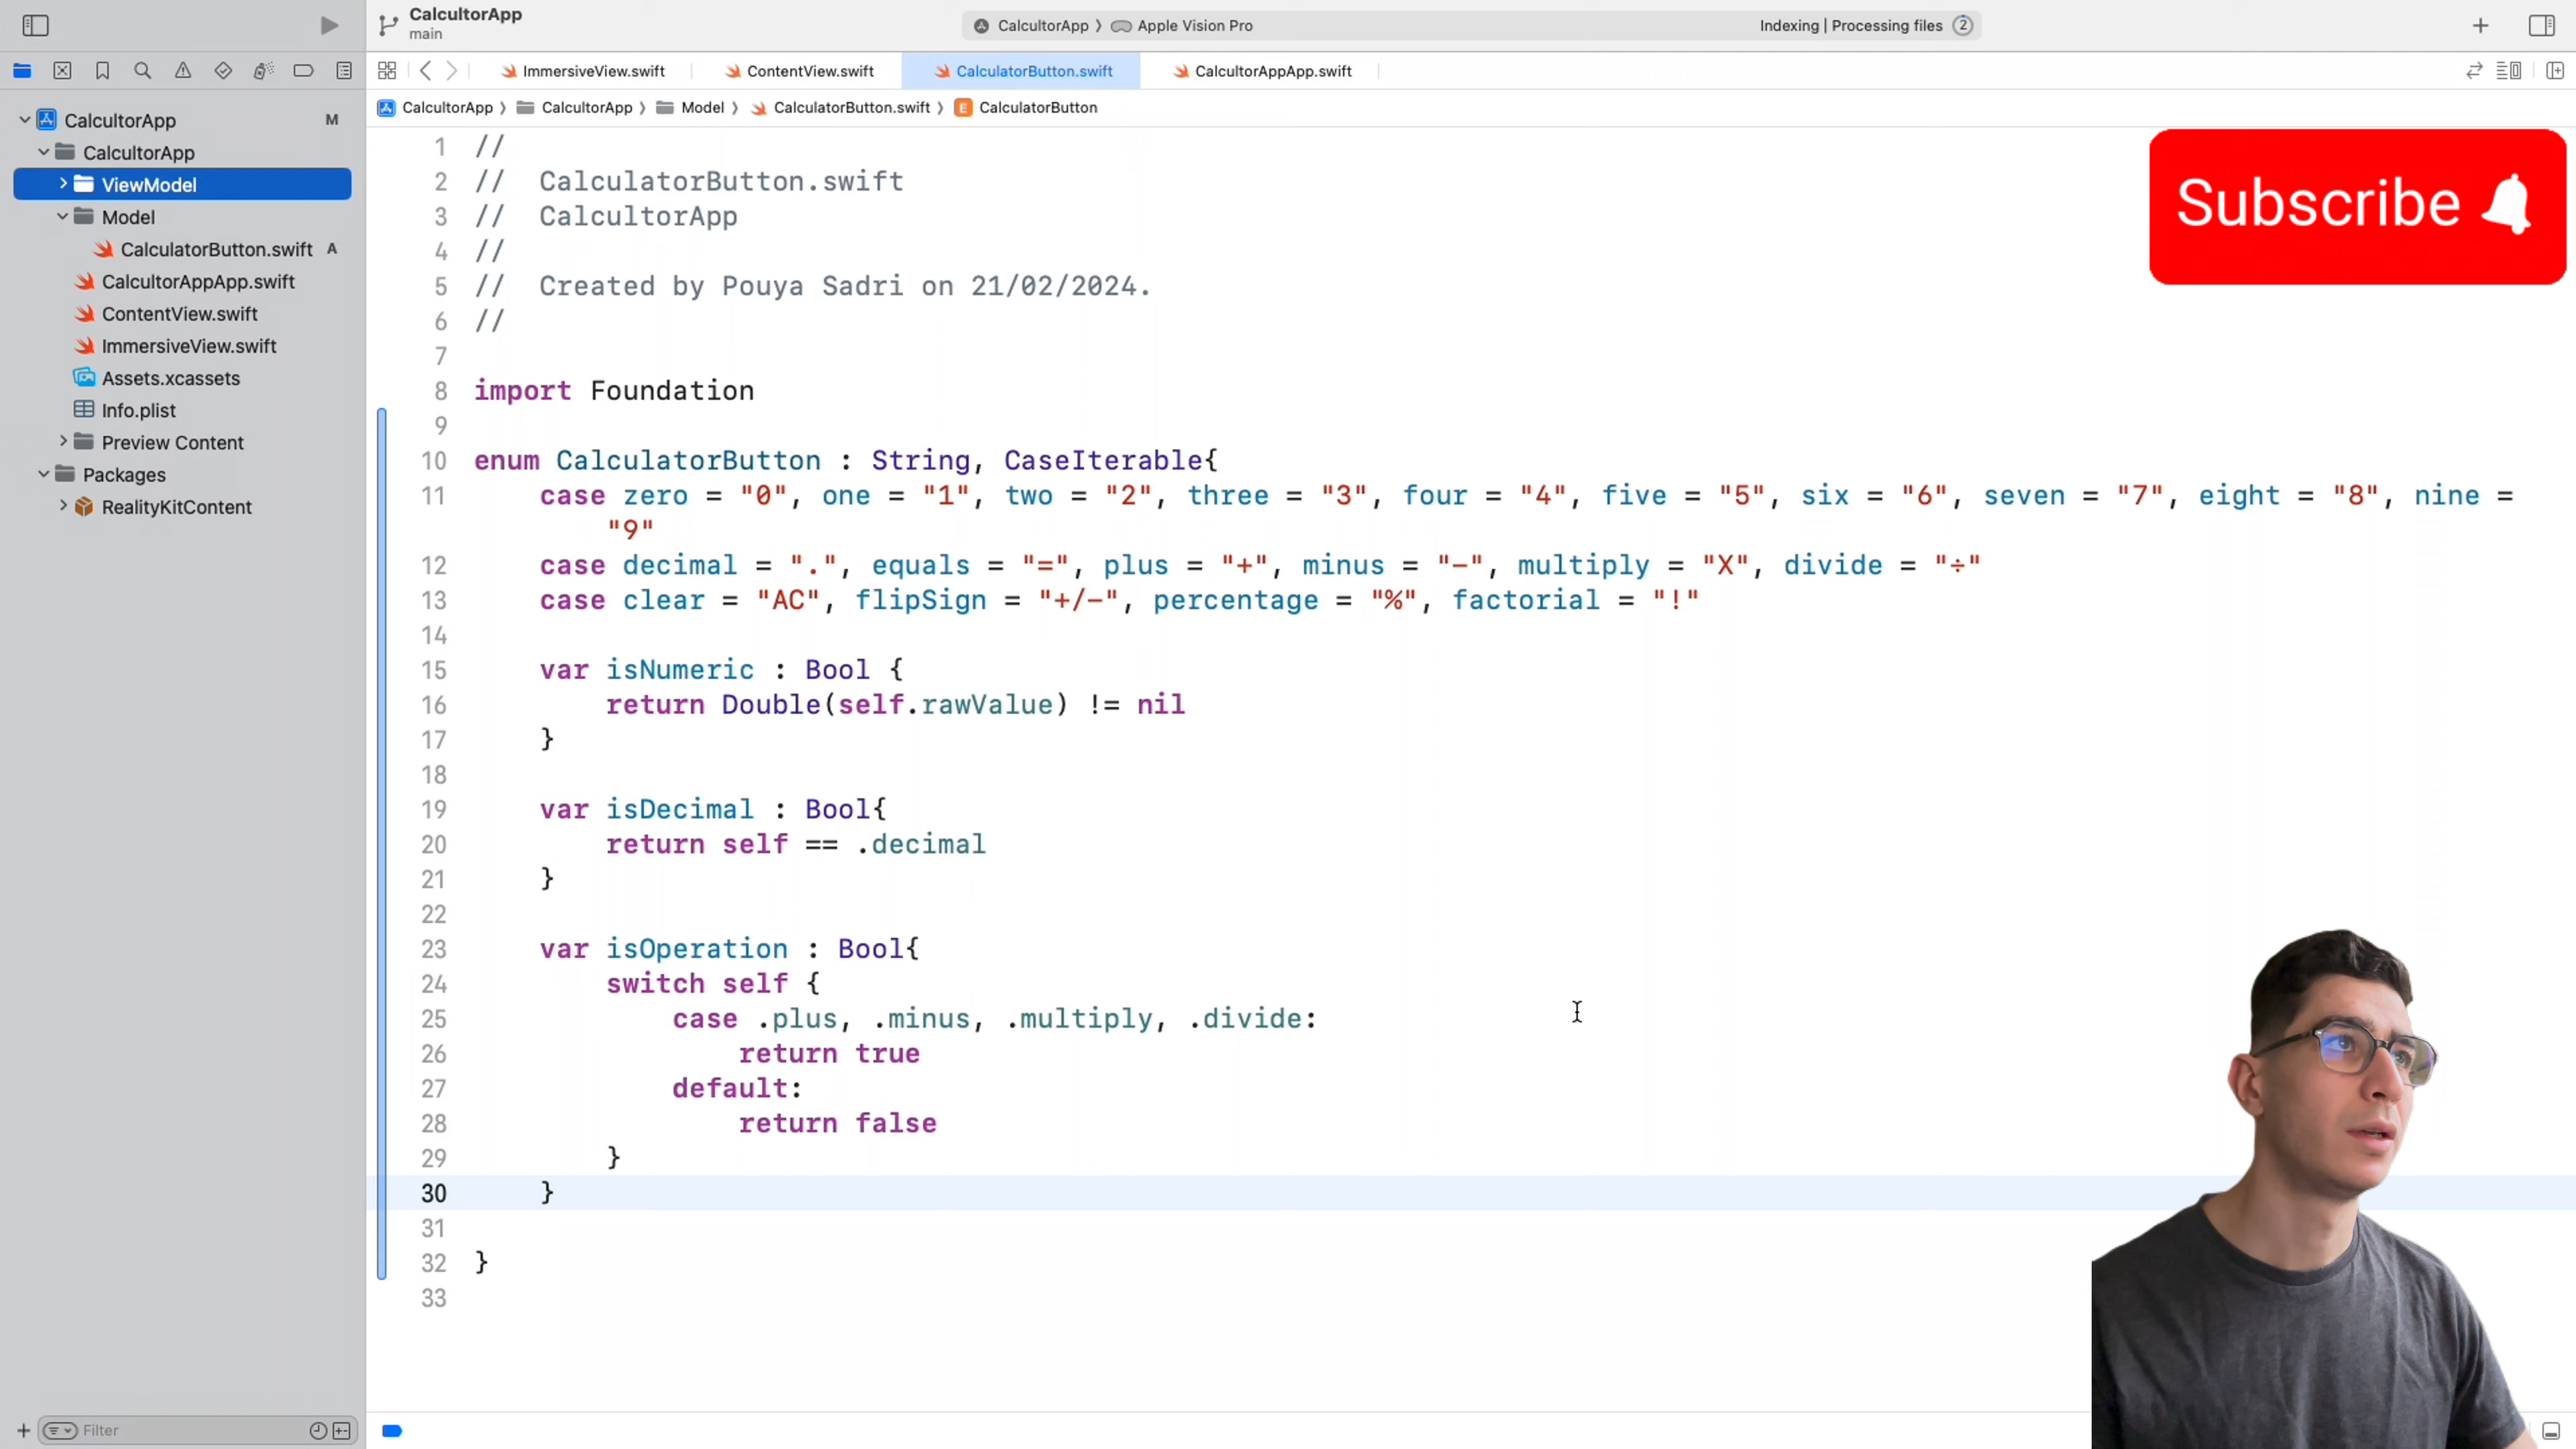 CalcultorApp
main
CalcultorApp 〉 Apple Vision Pro
Indexing | Processing files 2
ImmersiveView.swift
ContentView.swift
CalculatorButton.swift
CalcultorAppApp.swift
CalcultorApp 〉 CalcultorApp 〉 Model 〉 CalculatorButton.swift 〉 E CalculatorButton
CalcultorApp M
CalcultorApp
ViewModel
Model
CalculatorButton.swift A
CalcultorAppApp.swift
ContentView.swift
ImmersiveView.swift
Assets.xcassets
Info.plist
Preview Content
Packages
RealityKitContent
Filter
1 //
2 // CalculatorButton.swift
3 // CalcultorApp
4 //
5 // Created by Pouya Sadri on 21/02/2024.
6 //
7
8 import Foundation
9
10 enum CalculatorButton : String, CaseIterable{
11 case zero = "0", one = "1", two = "2", three = "3", four = "4", five = "5", six = "6", seven = "7", eight = "8", nine =
"9"
12 case decimal = ".", equals = "=", plus = "+", minus = "-", multiply = "X", divide = "÷"
13 case clear = "AC", flipSign = "+/-", percentage = "%", factorial = "!"
14
15 var isNumeric : Bool {
16 return Double(self.rawValue) != nil
17 }
18
19 var isDecimal : Bool{
20 return self == .decimal
21 }
22
23 var isOperation : Bool{
24 switch self {
25 case .plus, .minus, .multiply, .divide:
26 return true
27 default:
28 return false
29 }
30 }
31
32 }
33
Subscribe